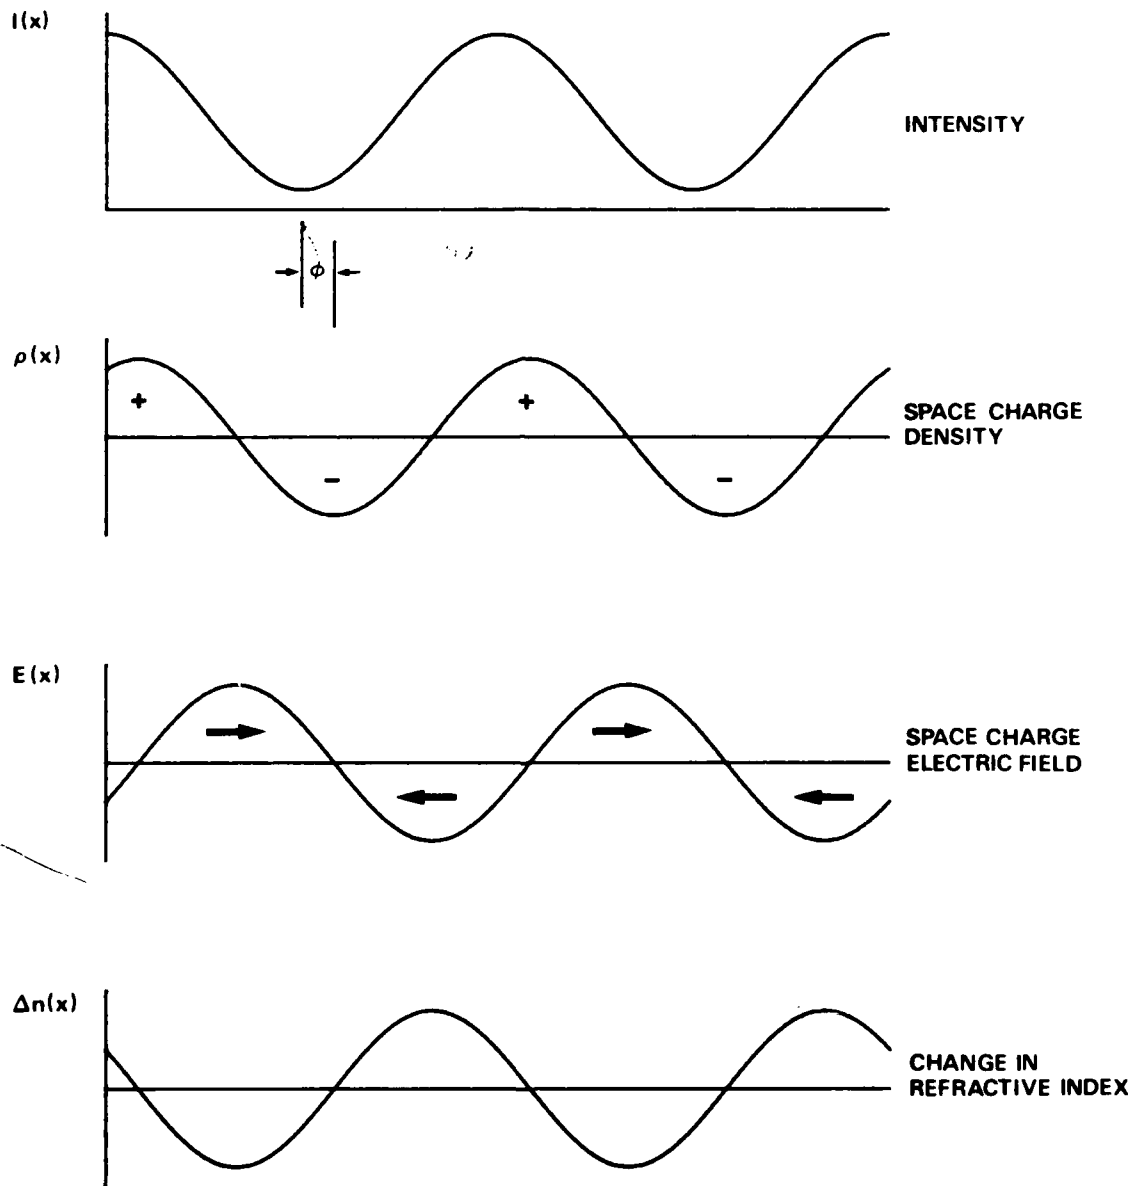 I(x)
INTENSITY
ϕ
ρ(x)
+
+
SPACE CHARGE
DENSITY
−
−
E(x)
SPACE CHARGE
ELECTRIC FIELD
Δn(x)
CHANGE IN
REFRACTIVE INDEX